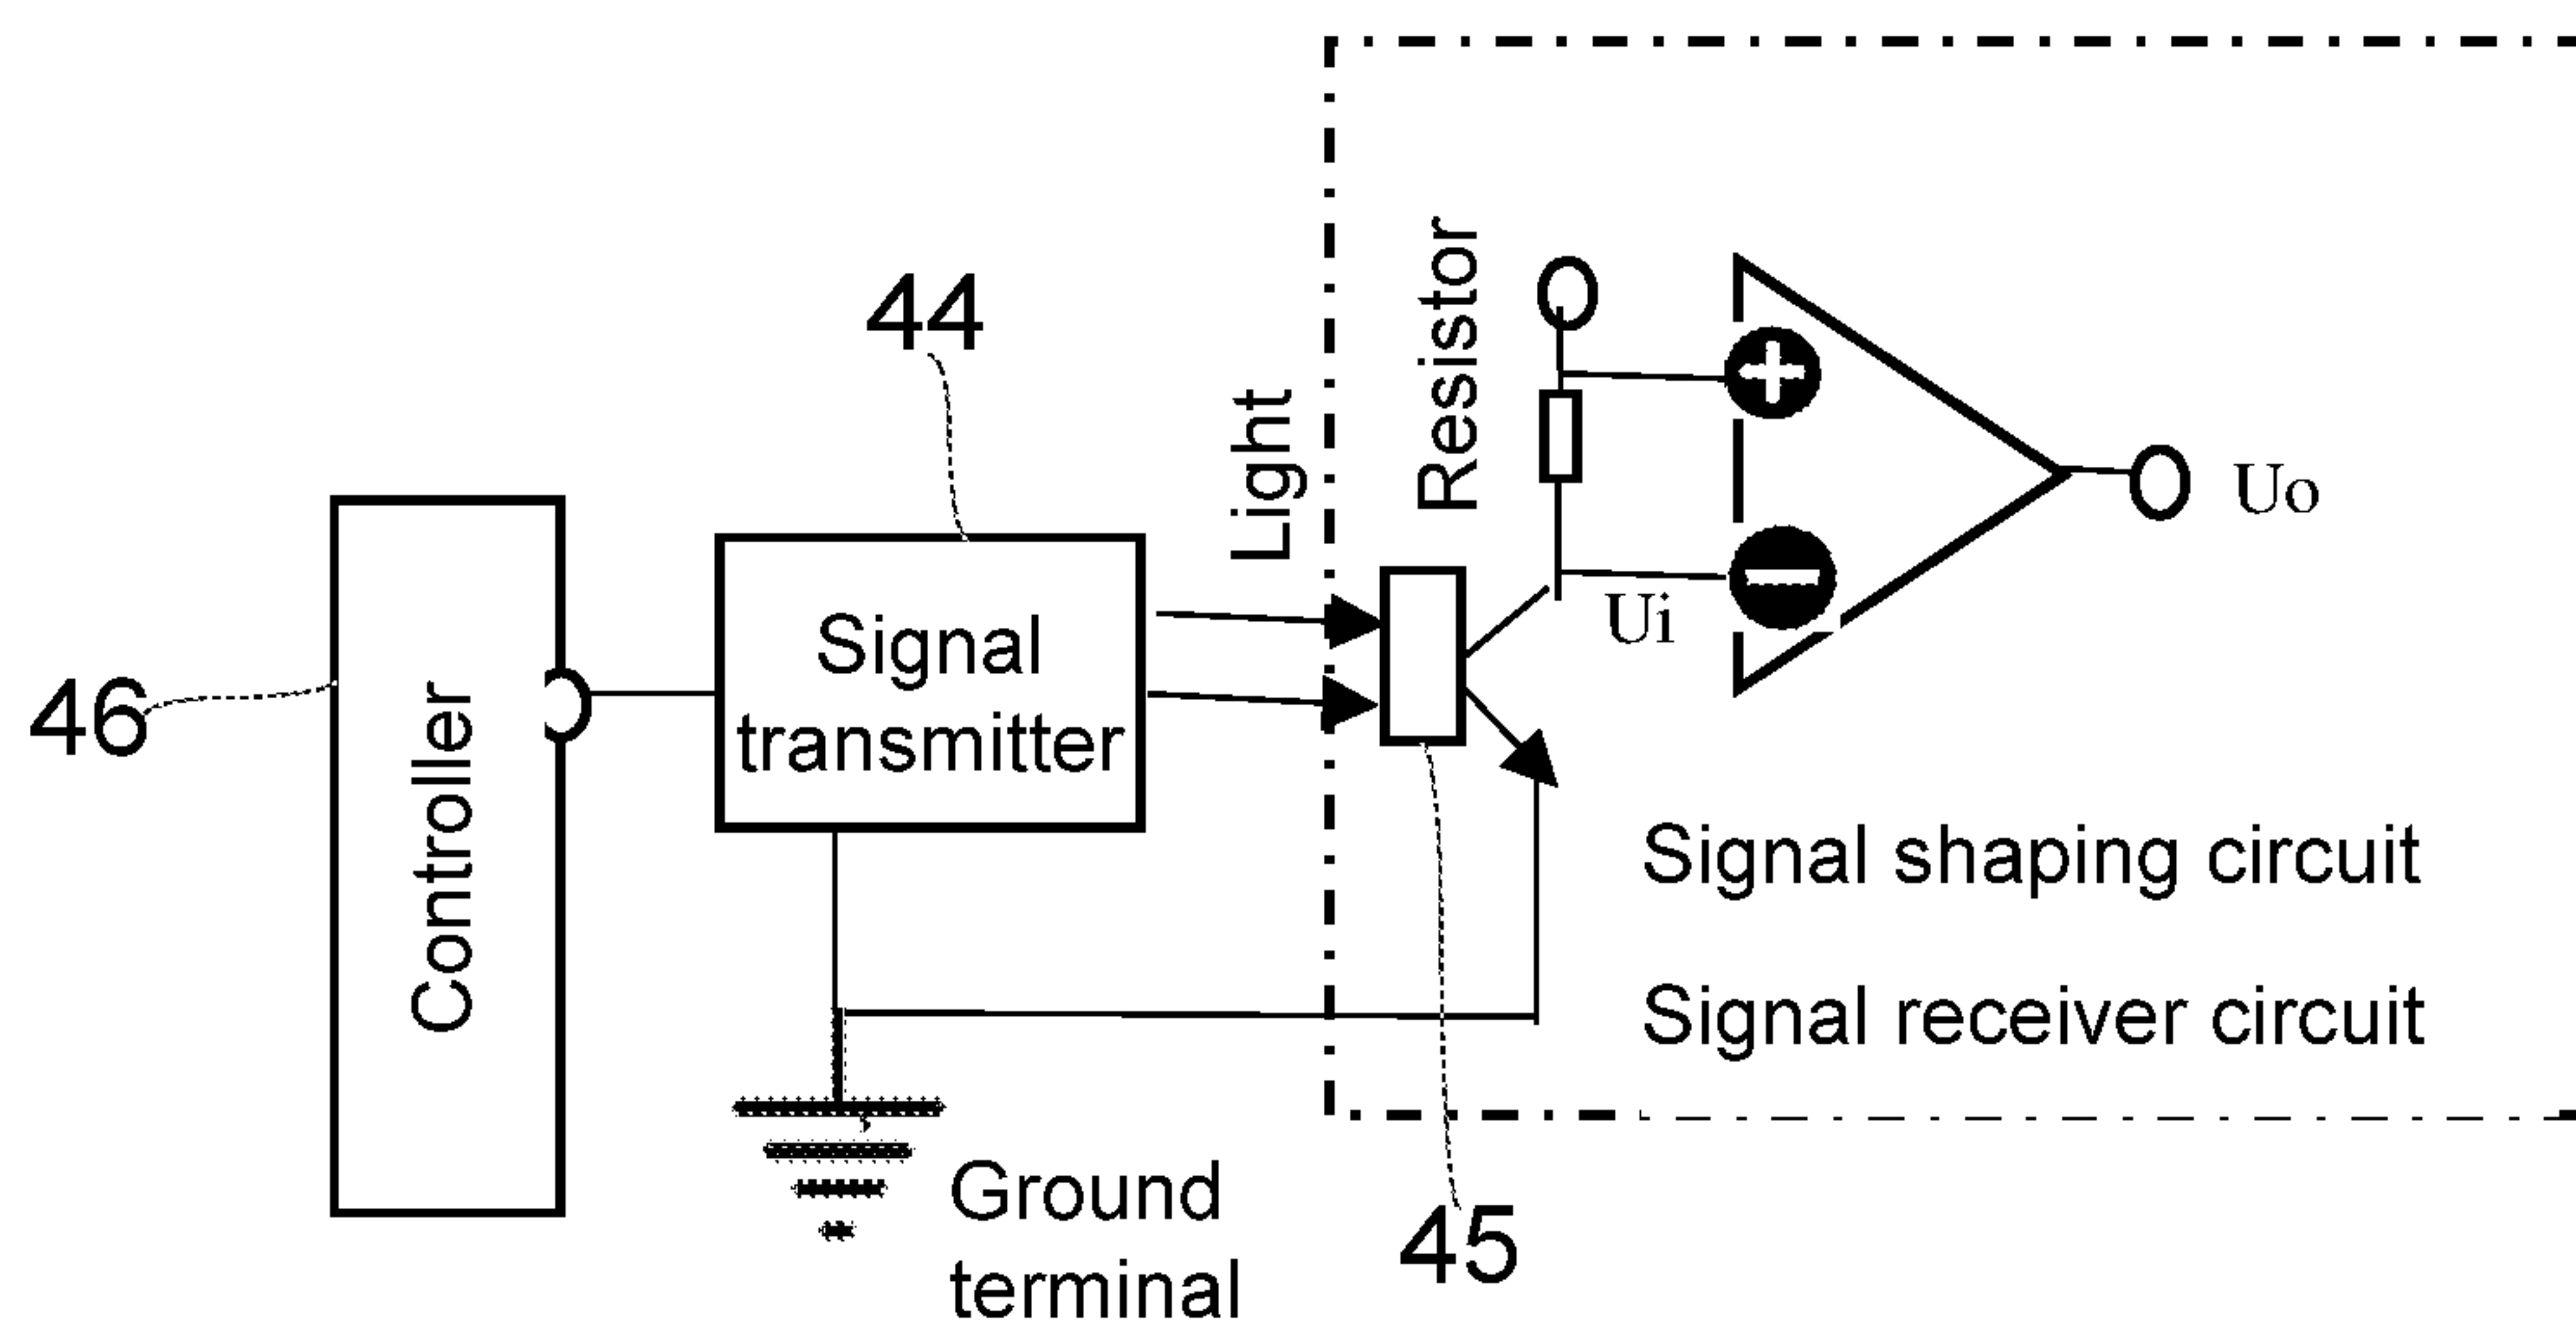 44
Resistor
Light
Uo
Signal
transmitter
Ui
46
Controller
Signal shaping circuit
Signal receiver circuit
Ground
terminal
45